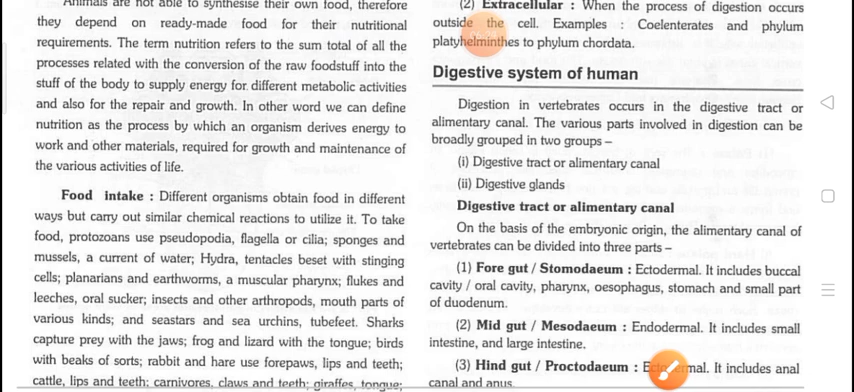 Animals are not able to synthesise their own food, therefore
they depend on ready-made food for their nutritional
requirements. The term nutrition refers to the sum total of all the
processes related with the conversion of the raw foodstuff into the
stuff of the body to supply energy for different metabolic activities
and also for the repair and growth. In other word we can define
nutrition as the process by which an organism derives energy to
work and other materials, required for growth and maintenance of
the various activities of life.
Food intake : Different organisms obtain food in different
ways but carry out similar chemical reactions to utilize it. To take
food, protozoans use pseudopodia, flagella or cilia; sponges and
mussels, a current of water; Hydra, tentacles beset with stinging
cells; planarians and earthworms, a muscular pharynx; flukes and
leeches, oral sucker; insects and other arthropods, mouth parts of
various kinds; and seastars and sea urchins, tubefeet. Sharks
capture prey with the jaws; frog and lizard with the tongue; birds
with beaks of sorts; rabbit and hare use forepaws, lips and teeth;
cattle, lips and teeth; carnivores, claws and teeth; giraffes, tongue;
(2) Extracellular : When the process of digestion occurs
outside the cell. Examples : Coelenterates and phylum
platyhelminthes to phylum chordata.
Digestive system of human
Digestion in vertebrates occurs in the digestive tract or
alimentary canal. The various parts involved in digestion can be
broadly grouped in two groups –
(i) Digestive tract or alimentary canal
(ii) Digestive glands
Digestive tract or alimentary canal
On the basis of the embryonic origin, the alimentary canal of
vertebrates can be divided into three parts –
(1) Fore gut / Stomodaeum : Ectodermal. It includes buccal
cavity / oral cavity, pharynx, oesophagus, stomach and small part
of duodenum.
(2) Mid gut / Mesodaeum : Endodermal. It includes small
intestine, and large intestine.
(3) Hind gut / Proctodaeum : It includes anal
canal and anus.